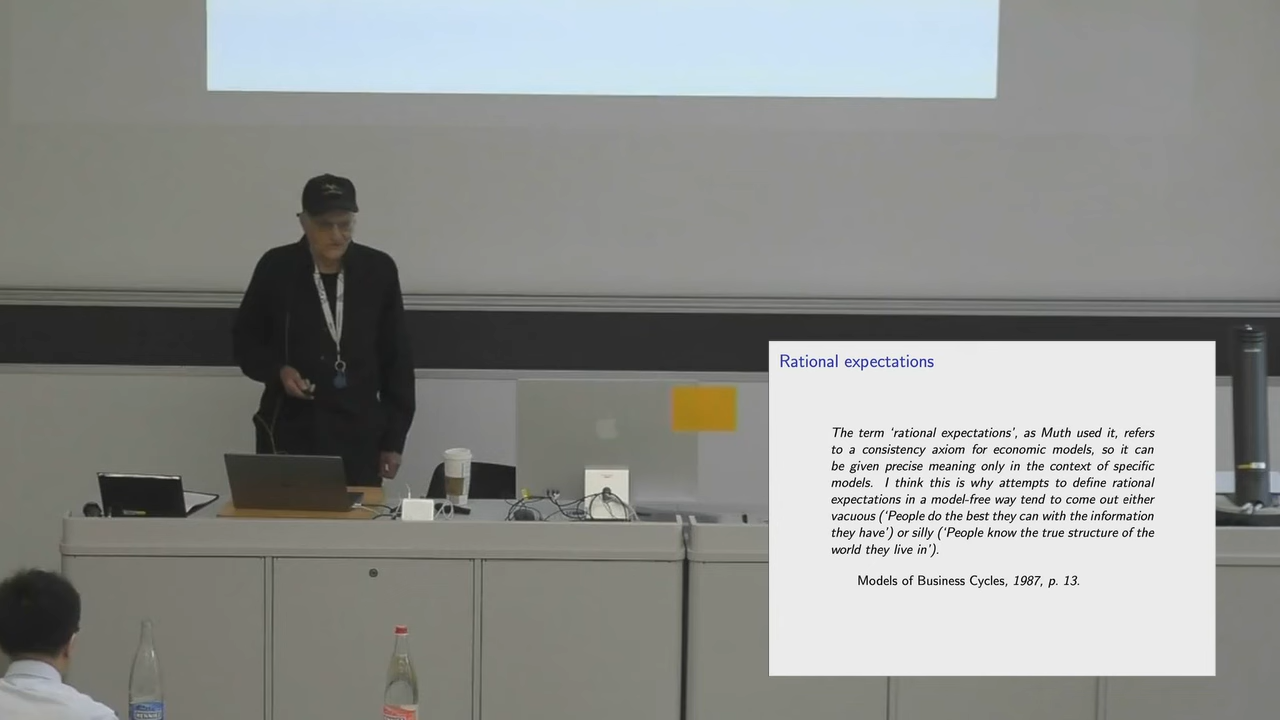 Rational expectations
The term ‘rational expectations’, as Muth used it, refers
to a consistency axiom for economic models, so it can
be given precise meaning only in the context of specific
models. I think this is why attempts to define rational
expectations in a model-free way tend to come out either
vacuous (‘People do the best they can with the information
they have’) or silly (‘People know the true structure of the
world they live in’).
Models of Business Cycles, 1987, p. 13.